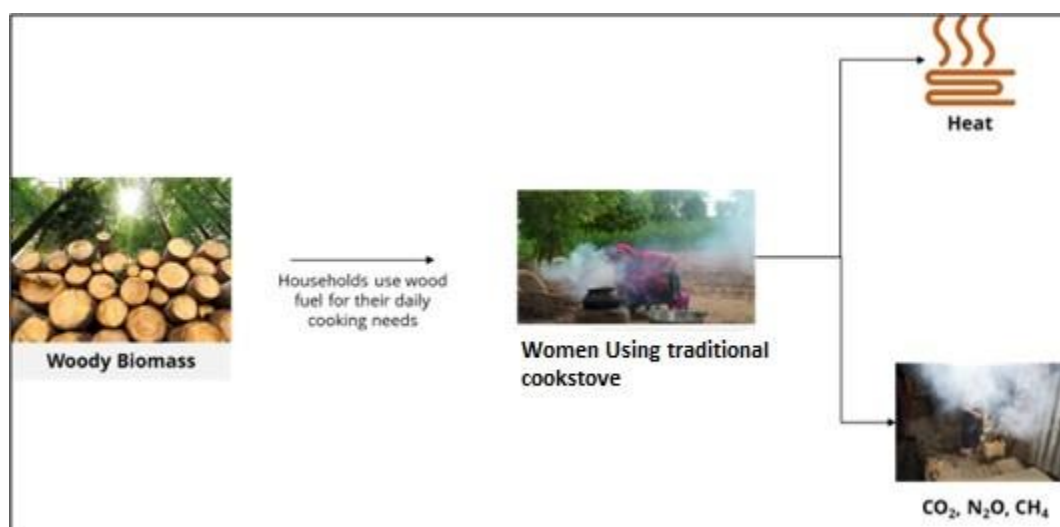 Heat
Households use wood
fuel for their daily
cooking needs
Woody Biomass
Women Using traditional
cookstove
CO₂, N₂O, CH₄